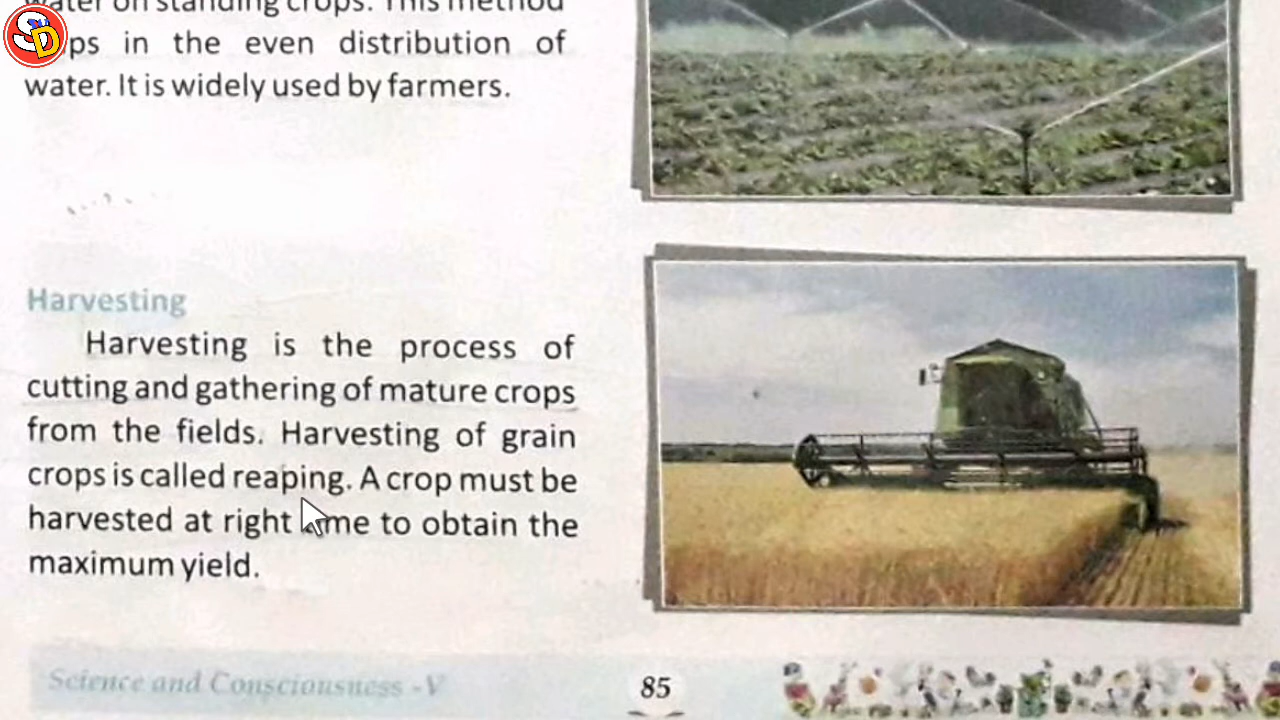 water on standing crops. This method
in the even distribution of
water. It is widely used by farmers.
Harvesting
Harvesting is the process of
cutting and gathering of mature crops
from the fields. Harvesting of grain
crops is called reaping. A crop must be
harvested at right
to obtain the
maximum yield.
Science and Consciousness -V
85
SD